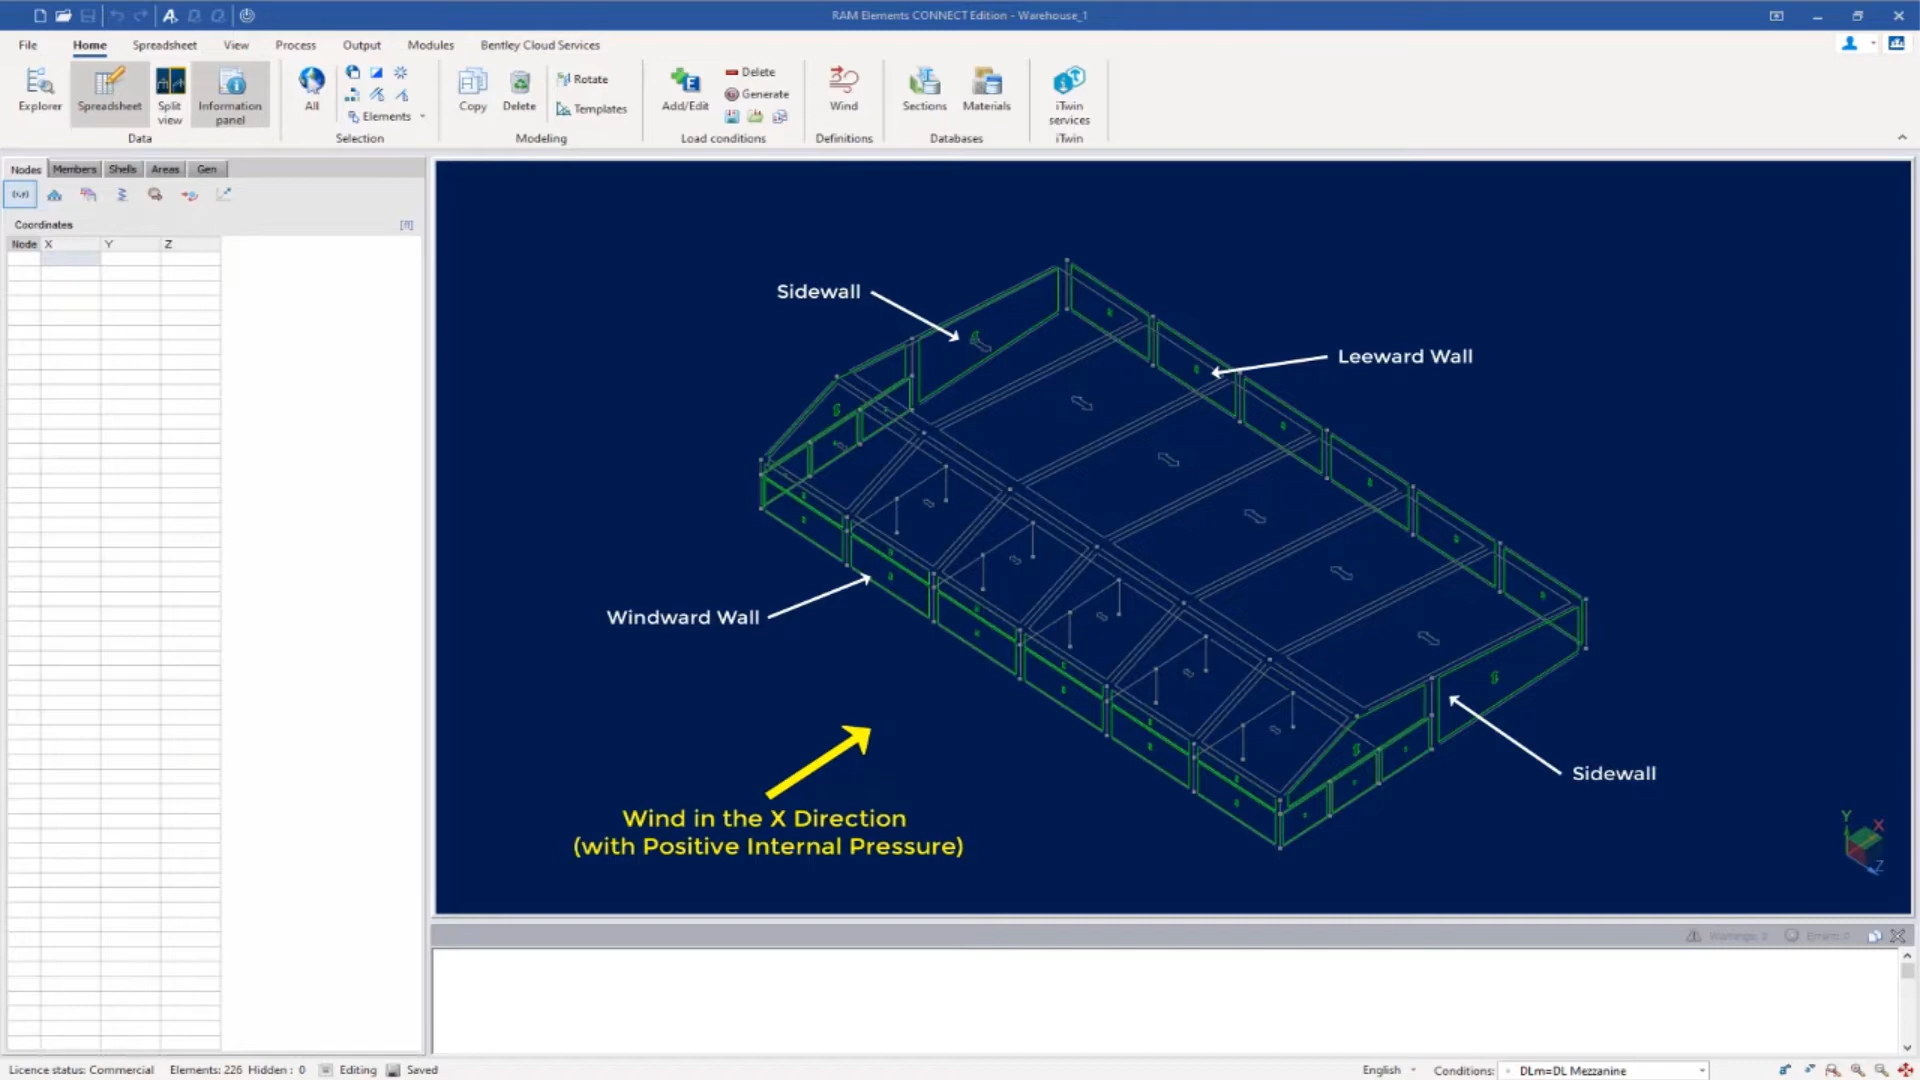 RAM Elements CONNECT Edition - Warehouse_1
File Home Spreadsheet View Process Output Modules Bentley Cloud Services
Explorer
Spreadsheet
Split
view
Information
panel
Data
All
Elements
Selection
Copy
Delete
Rotate
Templates
Modeling
Add/Edit
Delete
Generate
Load conditions
Wind
Definitions
Sections
Materials
Databases
iTwin
services
iTwin
Nodes Members Shells Areas Gen
Coordinates
[ft]
Node X Y Z
Sidewall
Leeward Wall
Windward Wall
Sidewall
Wind in the X Direction
(with Positive Internal Pressure)
Y
X
Z
Licence status: Commercial Elements: 226 Hidden : 0 Editing Saved
English Conditions: DLm=DL Mezzanine